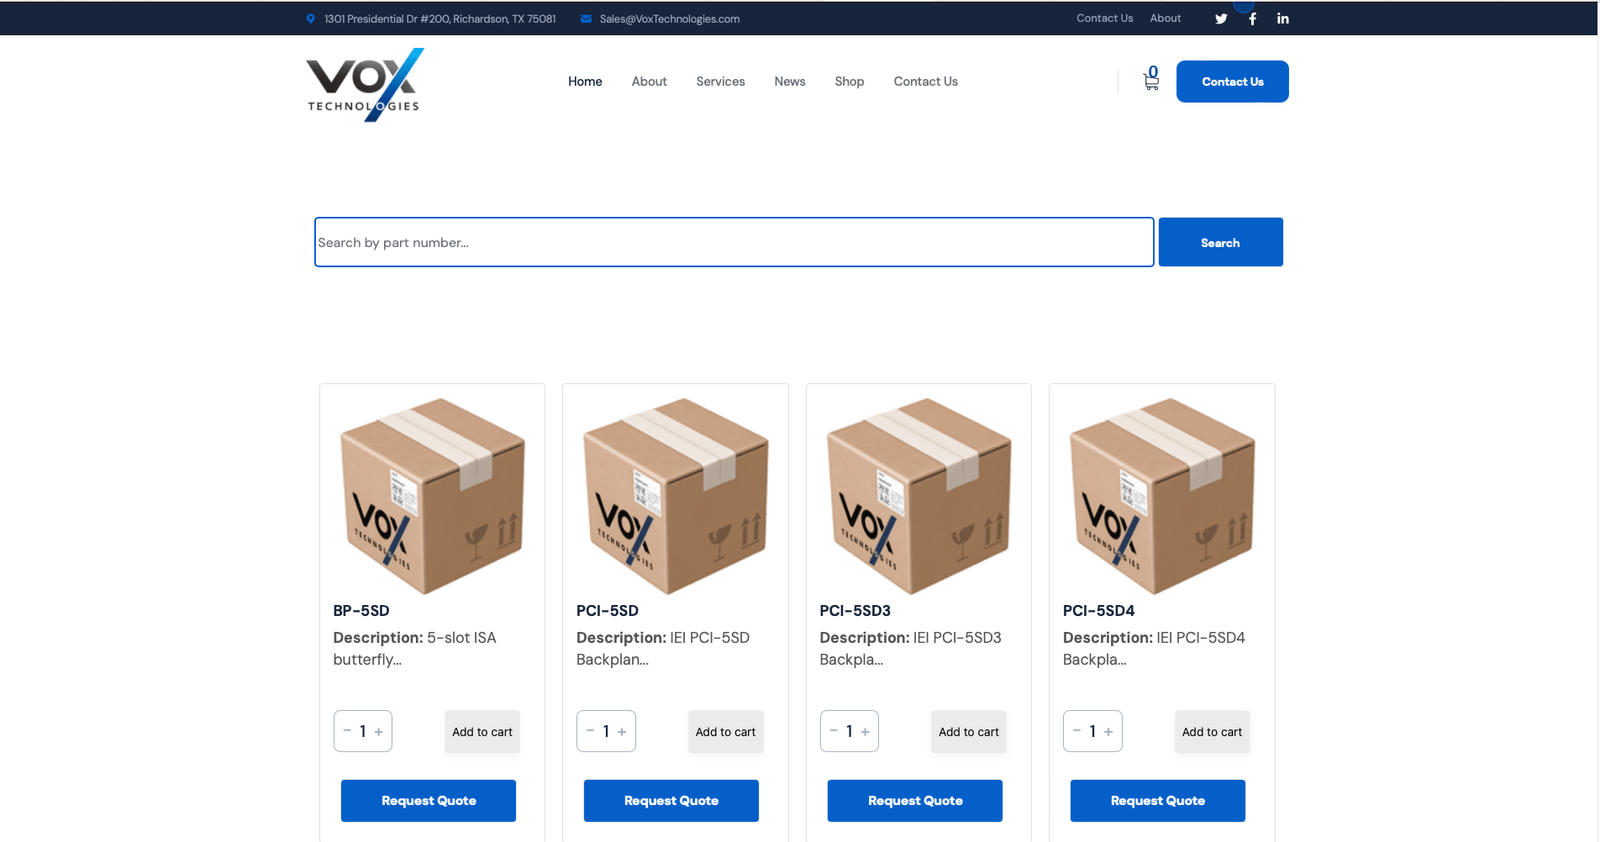 1301 Presidential Dr #200, Richardson, TX 75081 Sales@VoxTechnologies.com Contact Us About
VOX
TECHNOLOGIES
Home About Services News Shop Contact Us 0 Contact Us
Search by part number... Search
VOX TECHNOLOGIES
VOX TECHNOLOGIES
VOX TECHNOLOGIES
VOX TECHNOLOGIES
BP-5SD
Description: 5-slot ISA
butterfly...
1 Add to cart
Request Quote
PCI-5SD
Description: IEI PCI-5SD
Backplan...
1 Add to cart
Request Quote
PCI-5SD3
Description: IEI PCI-5SD3
Backpla...
1 Add to cart
Request Quote
PCI-5SD4
Description: IEI PCI-5SD4
Backpla...
1 Add to cart
Request Quote